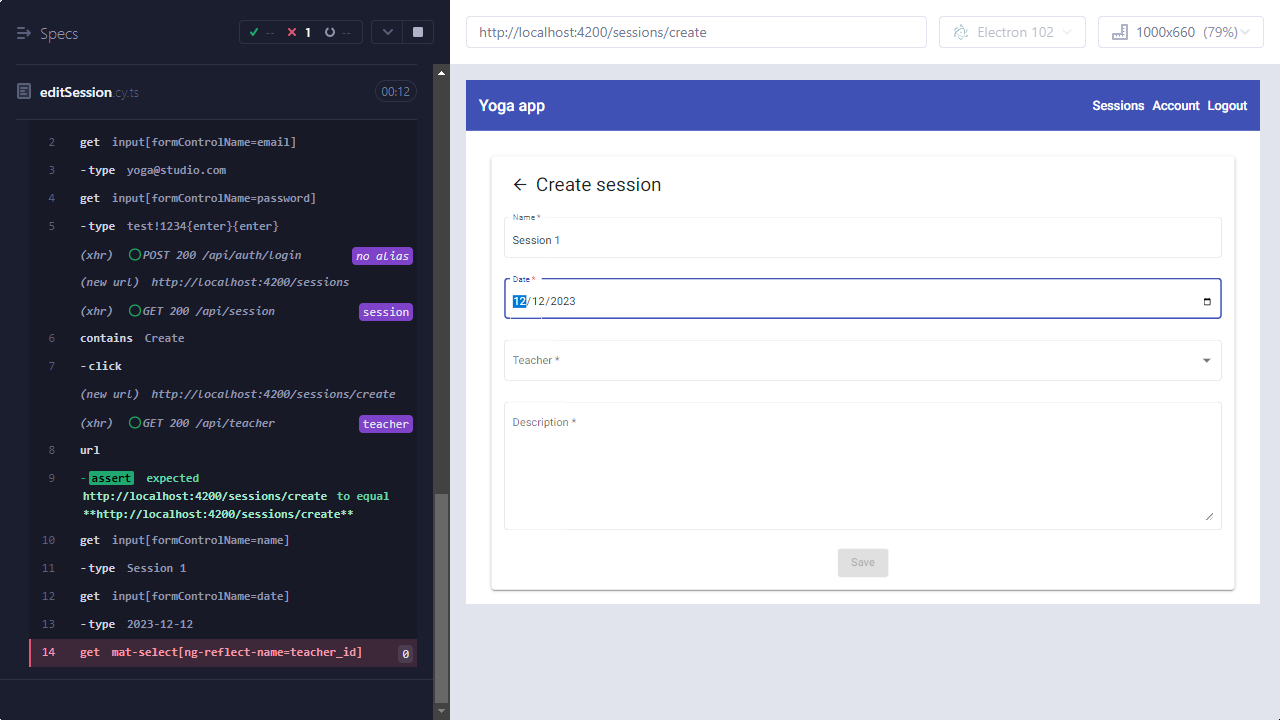 Specs
-- 1 --
editSession.cy.ts 00:12
2 get input[formControlName=email]
3 -type yoga@studio.com
4 get input[formControlName=password]
5 -type test!1234{enter}{enter}
(xhr) POST 200 /api/auth/login no alias
(new url) http://localhost:4200/sessions
(xhr) GET 200 /api/session session
6 contains Create
7 -click
(new url) http://localhost:4200/sessions/create
(xhr) GET 200 /api/teacher teacher
8 url
9 -assert expected
http://localhost:4200/sessions/create to equal
**http://localhost:4200/sessions/create**
10 get input[formControlName=name]
11 -type Session 1
12 get input[formControlName=date]
13 -type 2023-12-12
14 get mat-select[ng-reflect-name=teacher_id] 0
http://localhost:4200/sessions/create
Electron 102
1000x660 (79%)
Yoga app
Sessions Account Logout
Create session
Name *
Session 1
Date *
12/12/2023
Teacher *
Description *
Save